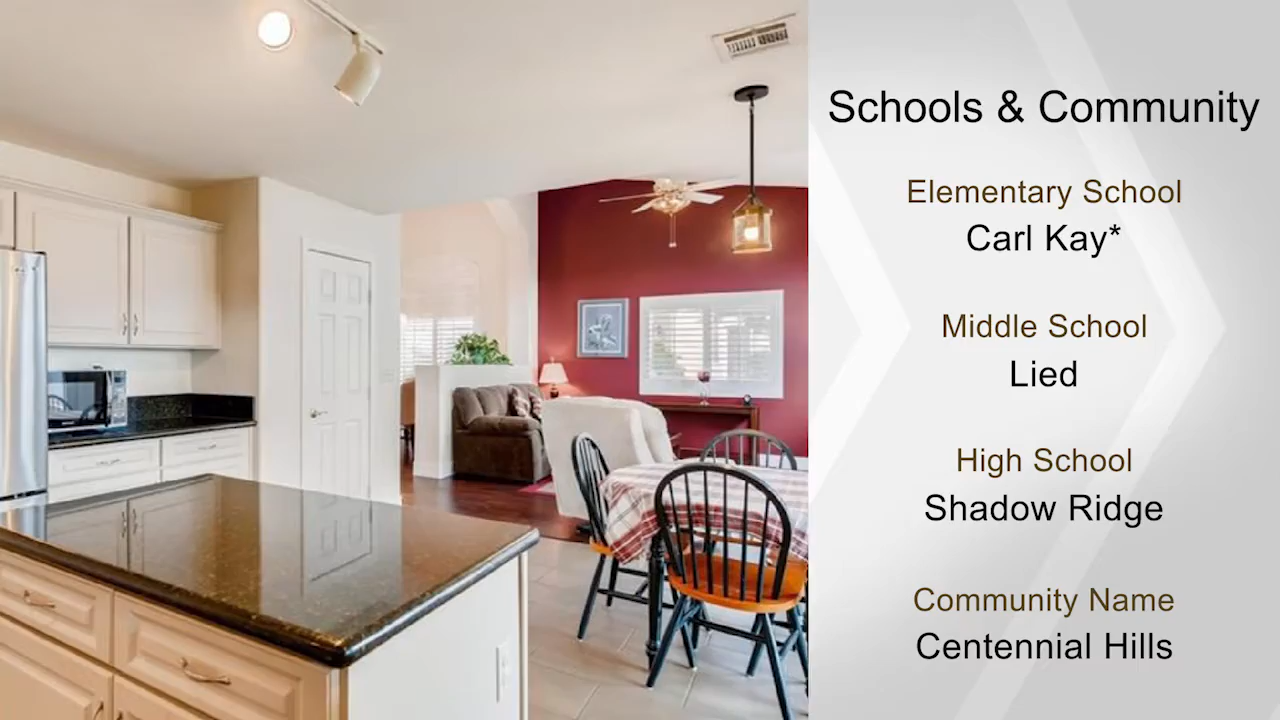 Schools & Community
Elementary School
Carl Kay*
Middle School
Lied
High School
Shadow Ridge
Community Name
Centennial Hills